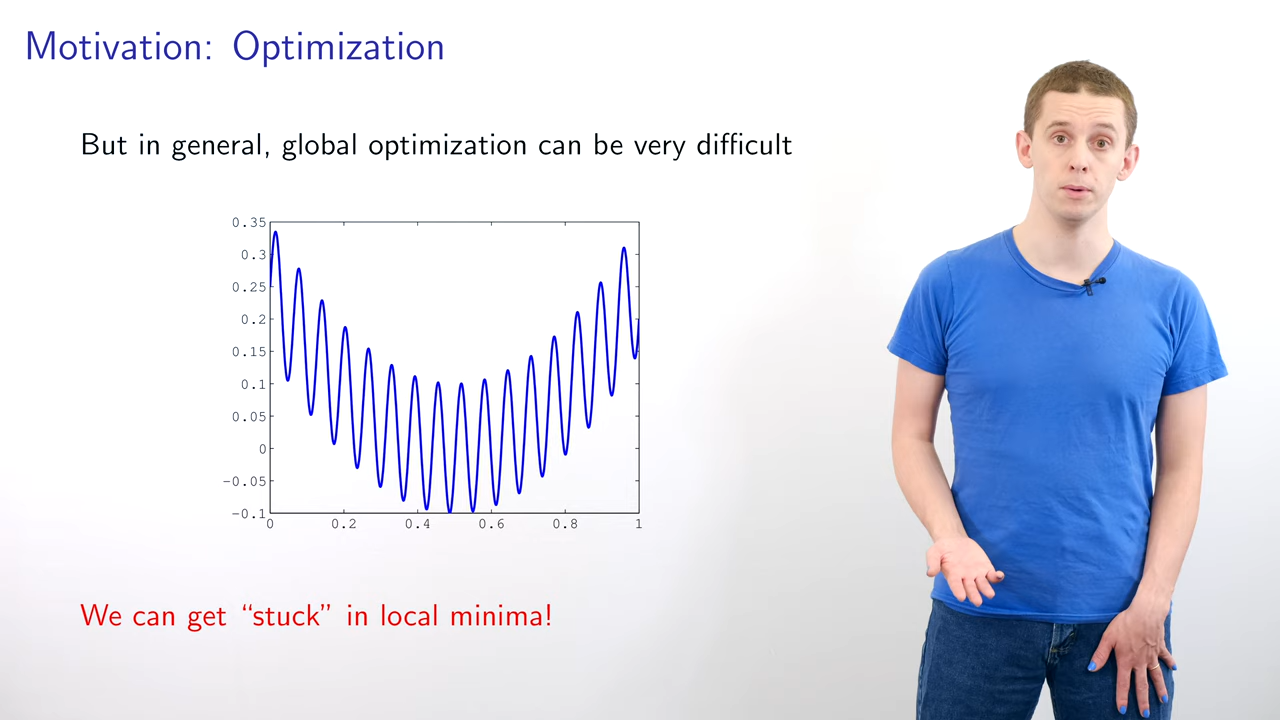 Motivation: Optimization
But in general, global optimization can be very difficult
0.35
0.3
0.25
0.2
0.15
0.1
0.05
0
-0.05
-0.1
0 0.2 0.4 0.6 0.8 1
We can get “stuck” in local minima!